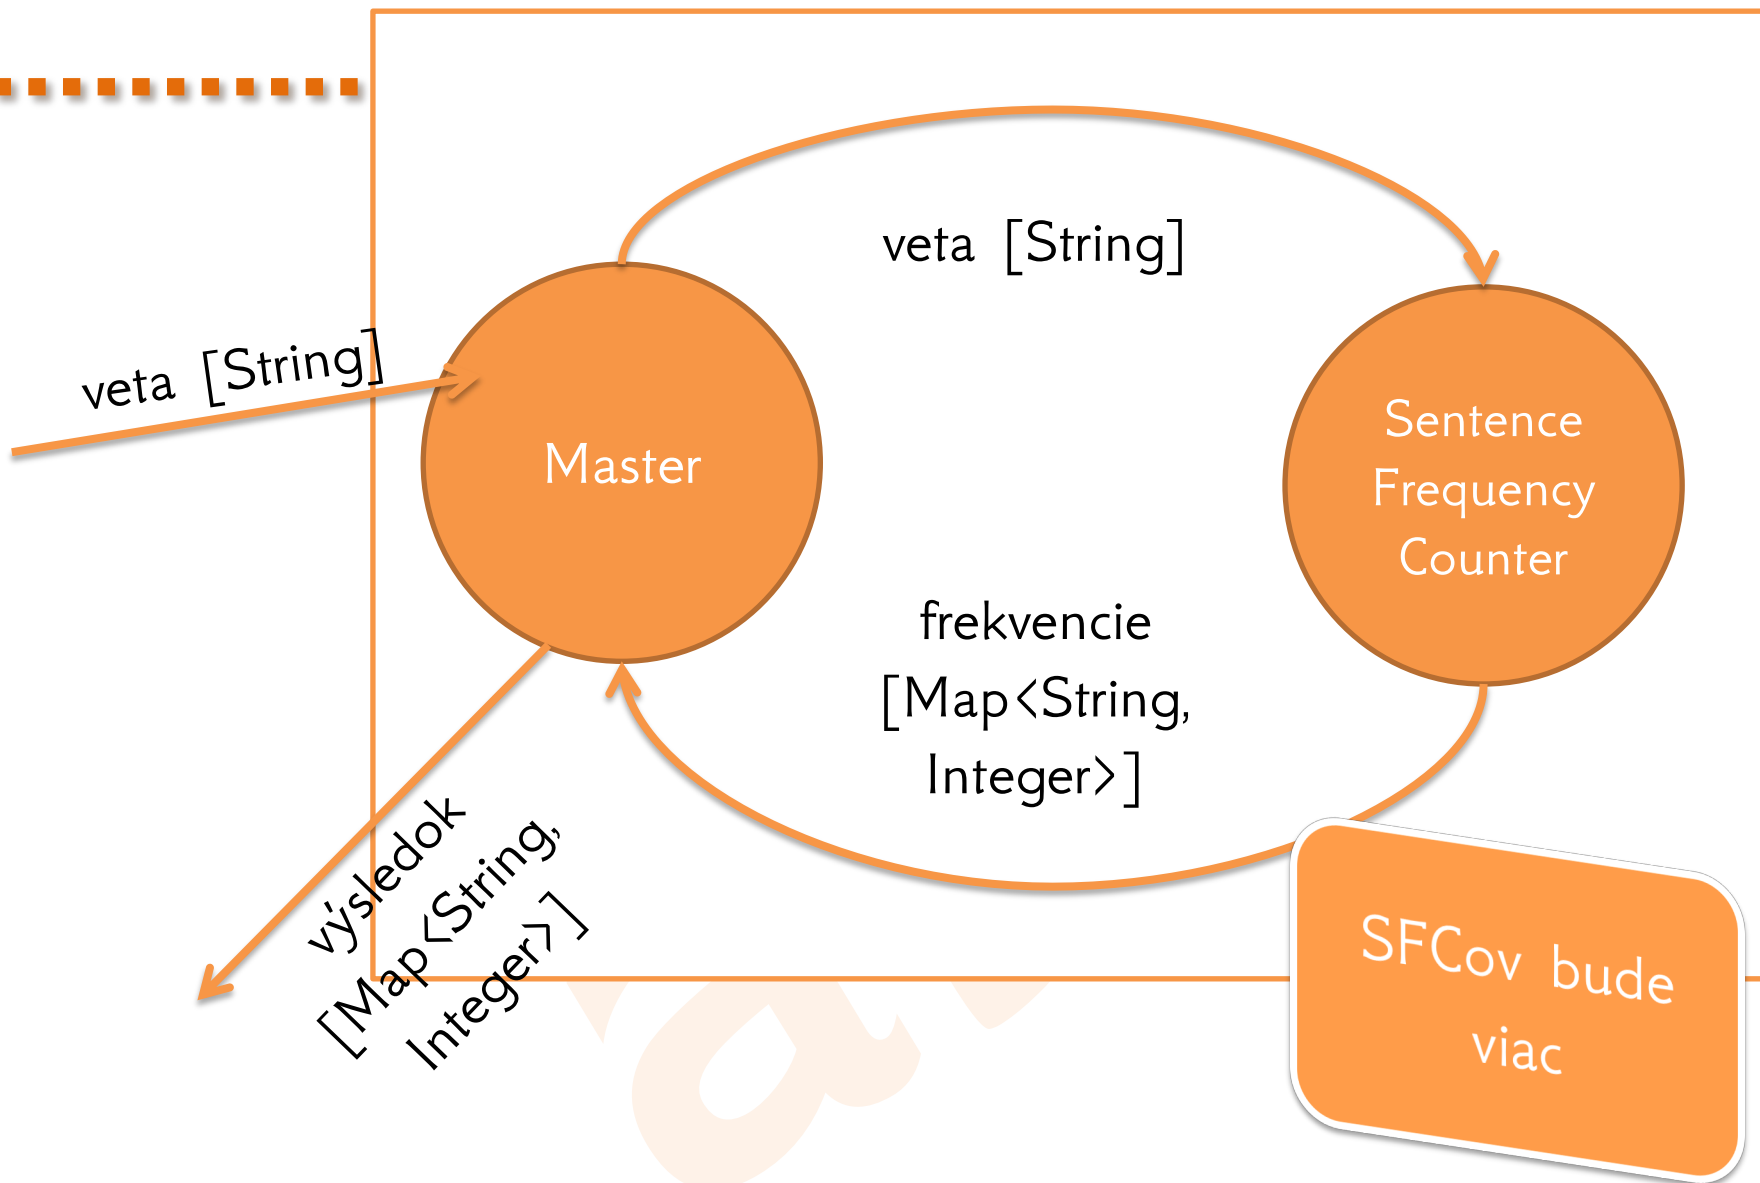 veta [String]
veta [String]
Master
Sentence
Frequency
Counter
frekvencie
[Map<String,
Integer>]
výsledok
[Map<String,
Integer>]
SFCov bude
viac